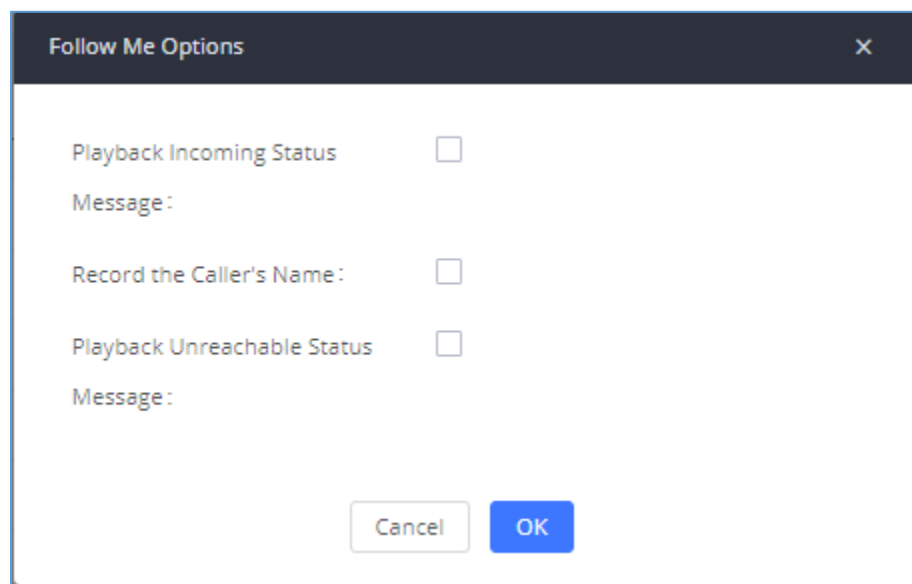 Follow Me Options
Playback Incoming Status
Message:
Record the Caller's Name:
Playback Unreachable Status
Message:
Cancel OK